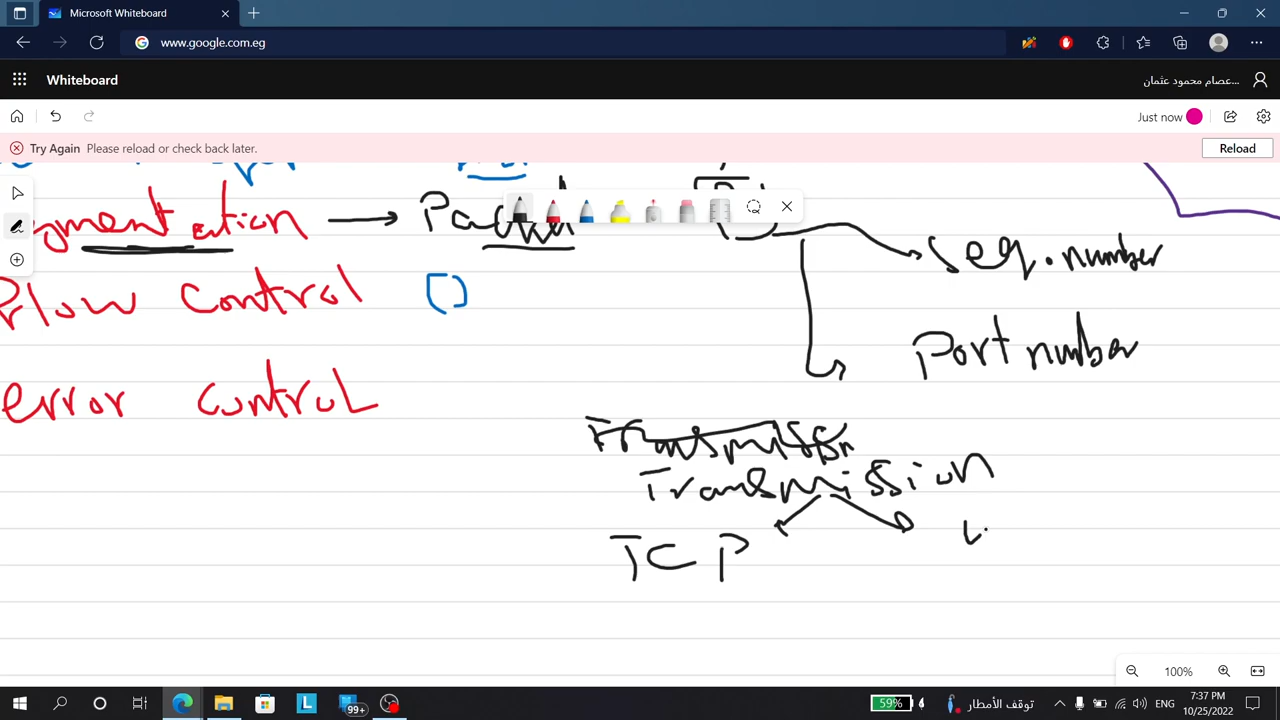 Microsoft Whiteboard
www.google.com.eg
Whiteboard
عصام محمود عثمان...
Just now
Try Again Please reload or check back later.
Reload
gmentation
Seq. number
Flow control
Port number
error control
Transmission
TCP
100%
99+
59%
توقف الأمطار
ENG
7:37 PM
10/25/2022